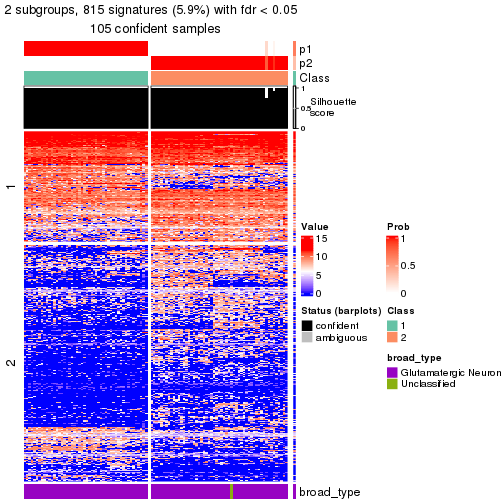 2 subgroups, 815 signatures (5.9%) with fdr < 0.05
105 confident samples
p1
p2
Class
1
0.5
0
Silhouette
score
1
2
Value
15
10
5
0
Prob
1
0.5
0
Status (barplots)
confident
ambiguous
Class
1
2
broad_type
Glutamatergic Neuron
Unclassified
broad_type